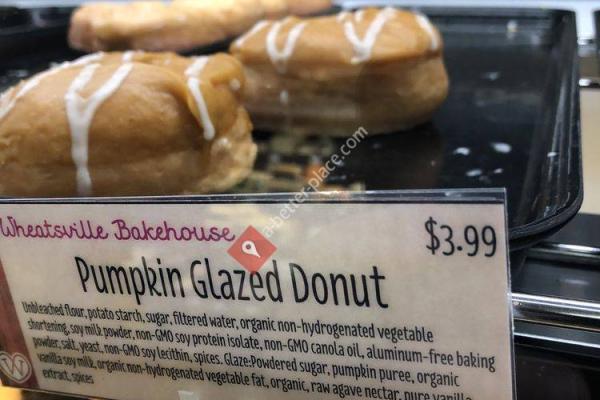 a-better-place.com
Wheatsville Bakehouse
$3.99
Pumpkin Glazed Donut
Unbleached flour, potato starch, sugar, filtered water, organic non-hydrogenated vegetable
shortening, soy milk powder, non-GMO soy protein isolate, non-GMO canola oil, aluminum-free baking
powder, salt, yeast, non-GMO soy lecithin, spices. Glaze:Powdered sugar, pumpkin puree, organic
vanilla soy milk, organic non-hydrogenated vegetable fat, organic, raw agave nectar, pure vanilla
extract, spices
W